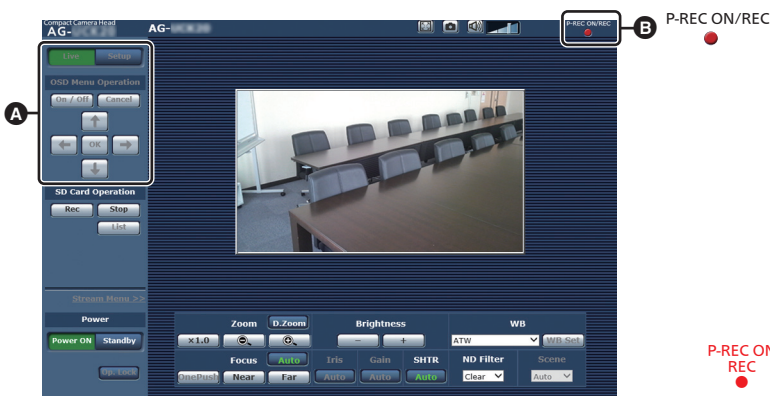 Compact Camera Head
AG-
AG-
P-REC ON/REC
B
P-REC ON/REC
Live Setup
OSD Menu Operation
On / Off Cancel
A
OK
SD Card Operation
Rec Stop
List
Stream Menu >>
Power
Power ON Standby
Op. Lock
Zoom D.Zoom Brightness WB
×1.0 - + ATW WB Set
Focus Auto Iris Gain SHTR ND Filter Scene
OnePush Near Far Auto Auto Auto Clear Auto
P-REC ON
REC